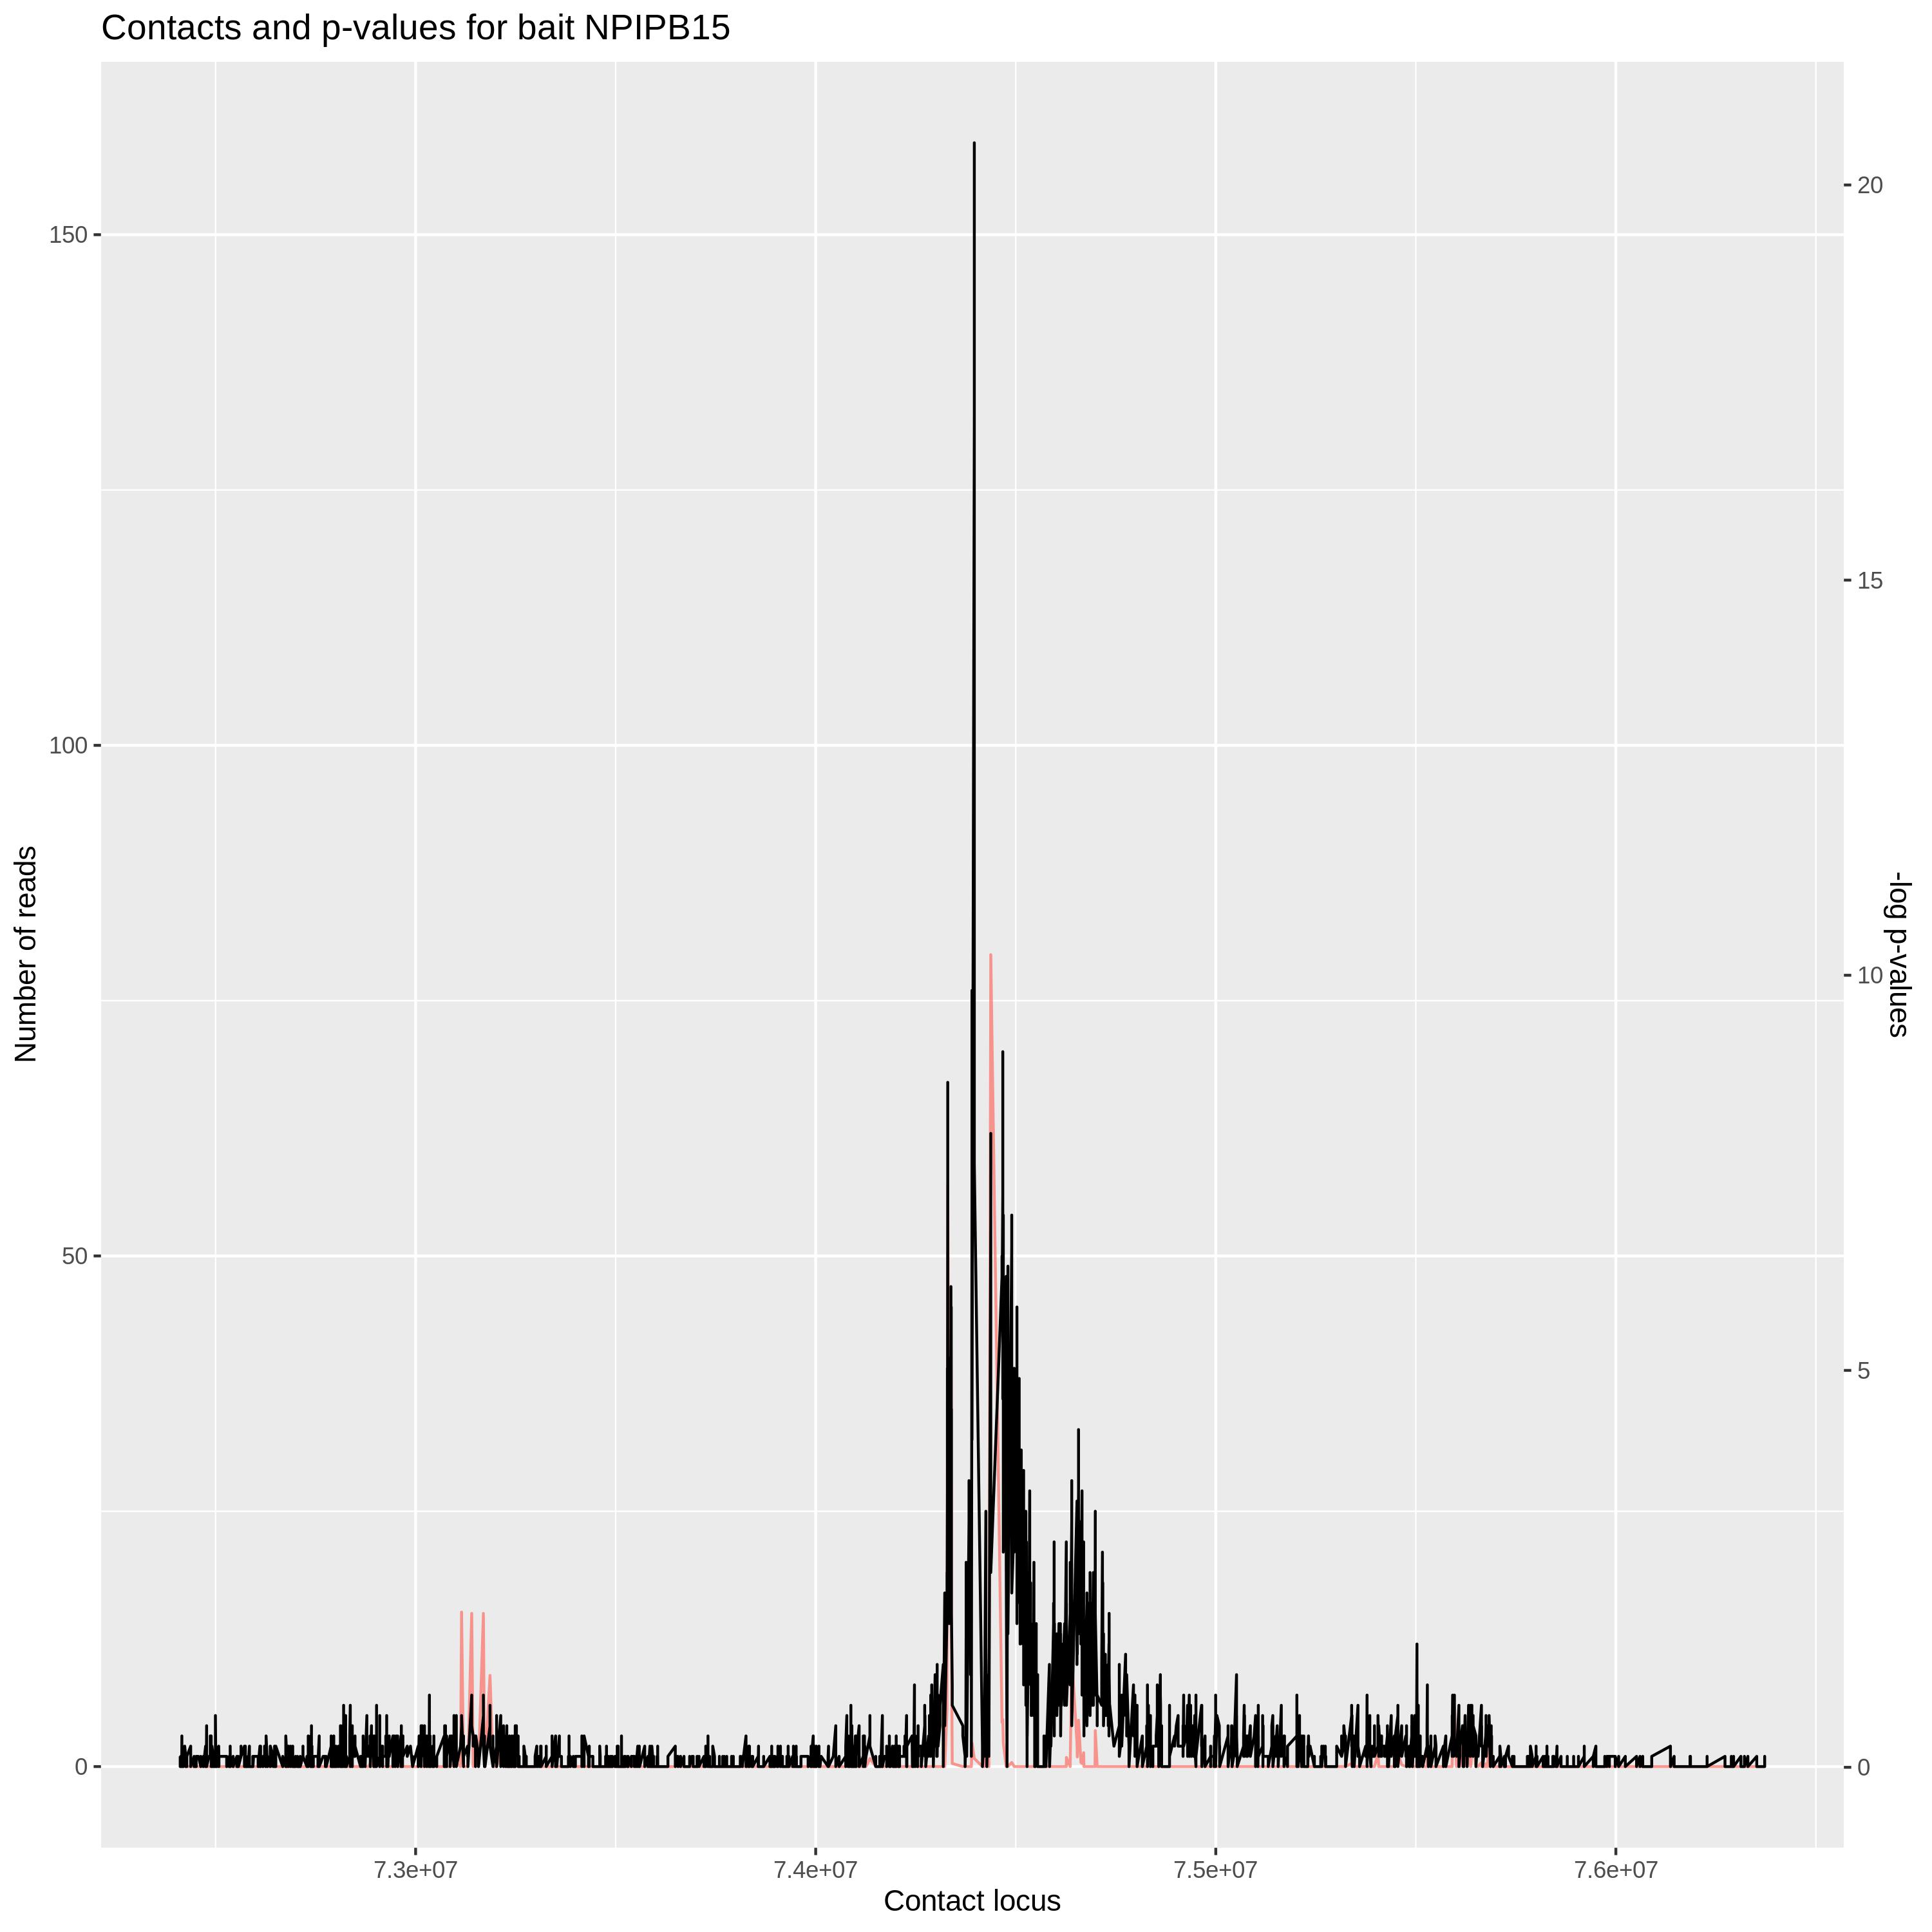 Contacts and p-values for bait NPIPB15
150
100
50
0
Number of reads
20
15
10
5
0
-log p-values
7.3e+07 7.4e+07 7.5e+07 7.6e+07
Contact locus